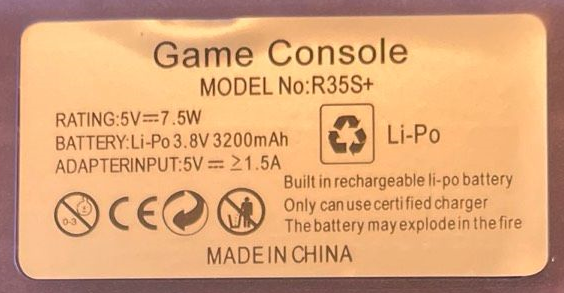 Game Console
MODEL No:R35S+
RATING:5V⎓7.5W
BATTERY:Li-Po 3.8V 3200mAh
ADAPTERINPUT:5V ⎓ ≥1.5A
Li-Po
Built in rechargeable li-po battery
Only can use certified charger
The battery may explode in the fire
0-3
CE
MADE IN CHINA